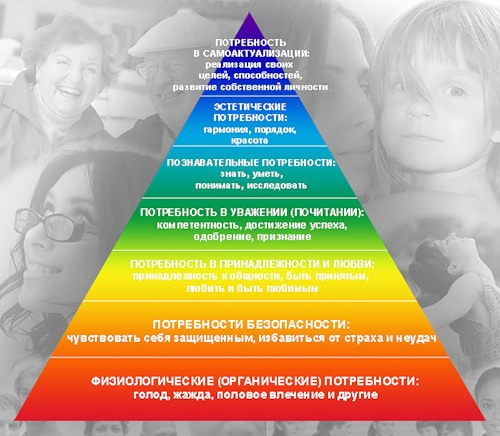 ПОТРЕБНОСТЬ
В САМОАКТУАЛИЗАЦИИ:
реализация своих
целей, способностей,
развитие собственной личности
ЭСТЕТИЧЕСКИЕ
ПОТРЕБНОСТИ:
гармония, порядок,
красота
ПОЗНАВАТЕЛЬНЫЕ ПОТРЕБНОСТИ:
знать, уметь,
понимать, исследовать
ПОТРЕБНОСТЬ В УВАЖЕНИИ (ПОЧИТАНИИ):
компетентность, достижение успеха,
одобрение, признание
ПОТРЕБНОСТЬ В ПРИНАДЛЕЖНОСТИ И ЛЮБВИ:
принадлежность к общности, быть принятым,
любить и быть любимым
ПОТРЕБНОСТИ БЕЗОПАСНОСТИ:
чувствовать себя защищенным, избавиться от страха и неудач
ФИЗИОЛОГИЧЕСКИЕ (ОРГАНИЧЕСКИЕ) ПОТРЕБНОСТИ:
голод, жажда, половое влечение и другие